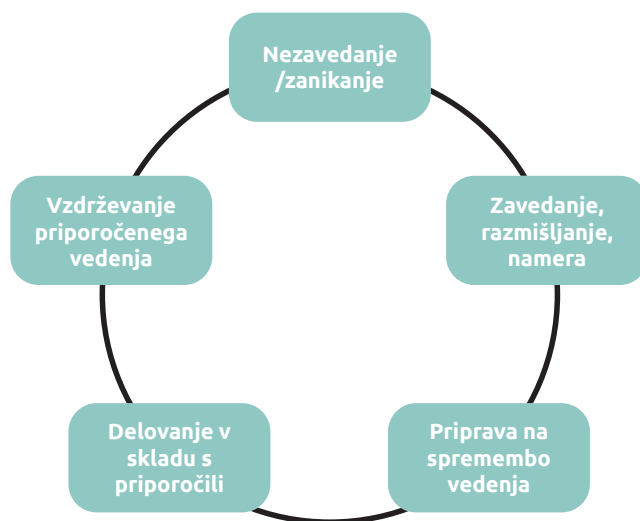 Nezavedanje
/zanikanje
Zavedanje,
razmišljanje,
namera
Priprava na
spremembo
vedenja
Delovanje v
skladu s
priporočili
Vzdrževanje
priporočenega
vedenja